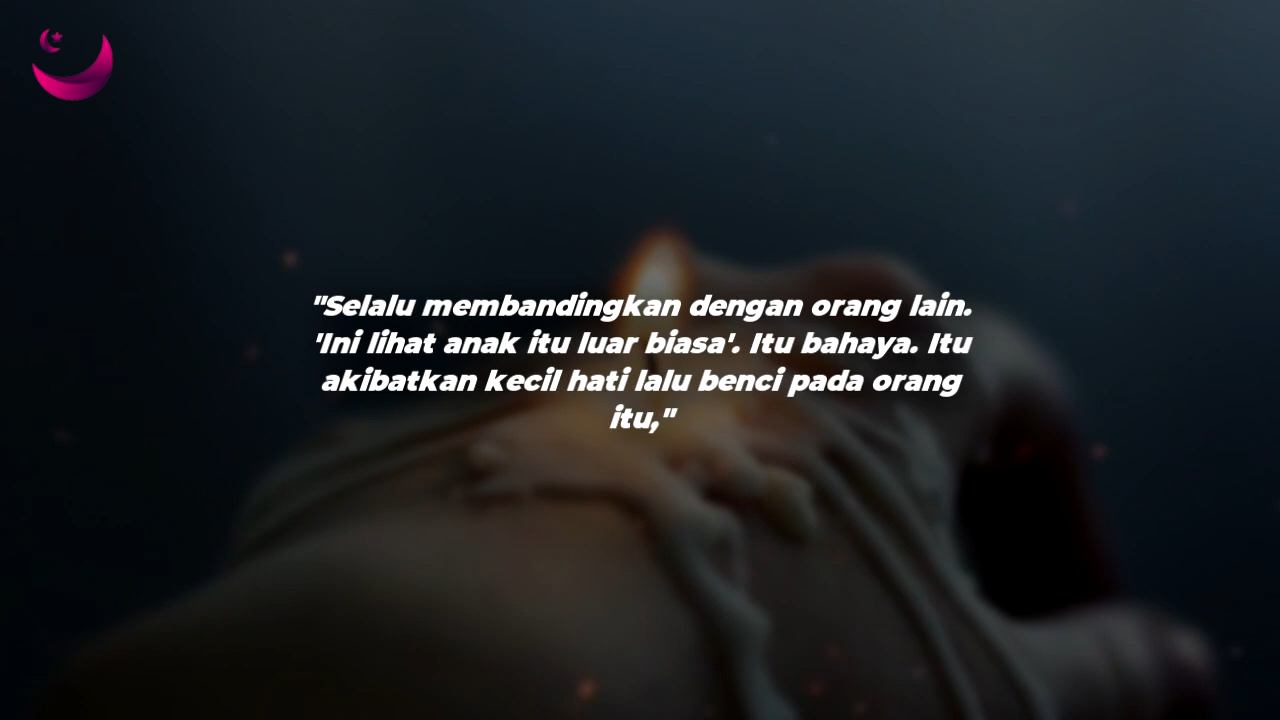 "Selalu membandingkan dengan orang lain.
'Ini lihat anak itu luar biasa'. Itu bahaya. Itu
akibatkan kecil hati lalu benci pada orang
itu,"